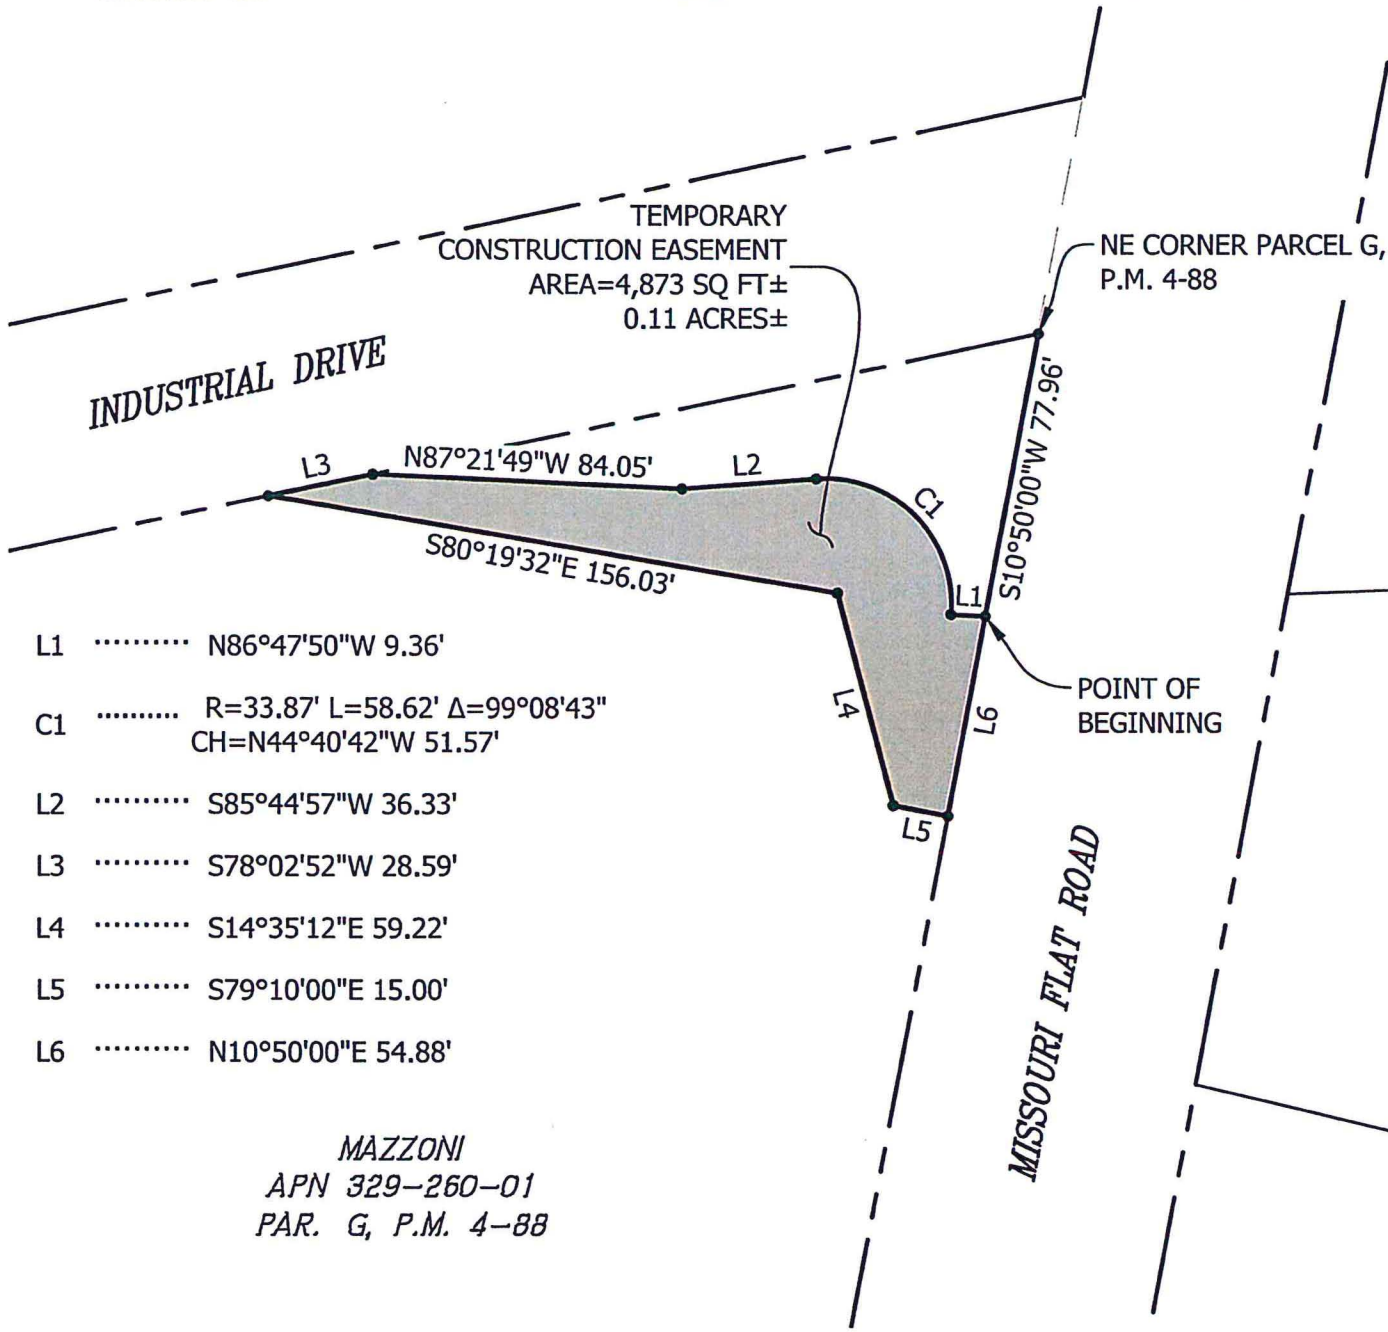 TEMPORARY
CONSTRUCTION EASEMENT
AREA=4,873 SQ FT±
0.11 ACRES±
NE CORNER PARCEL G,
P.M. 4-88
INDUSTRIAL DRIVE
L3
N87°21'49"W 84.05'
L2
C1
S10°50'00"W 77.96'
S80°19'32"E 156.03'
L1
L4
L6
L5
POINT OF
BEGINNING
MISSOURI FLAT ROAD
L1 .......... N86°47'50"W 9.36'
C1 .......... R=33.87' L=58.62' Δ=99°08'43"
CH=N44°40'42"W 51.57'
L2 .......... S85°44'57"W 36.33'
L3 .......... S78°02'52"W 28.59'
L4 .......... S14°35'12"E 59.22'
L5 .......... S79°10'00"E 15.00'
L6 .......... N10°50'00"E 54.88'
MAZZONI
APN 329-260-01
PAR. G, P.M. 4-88